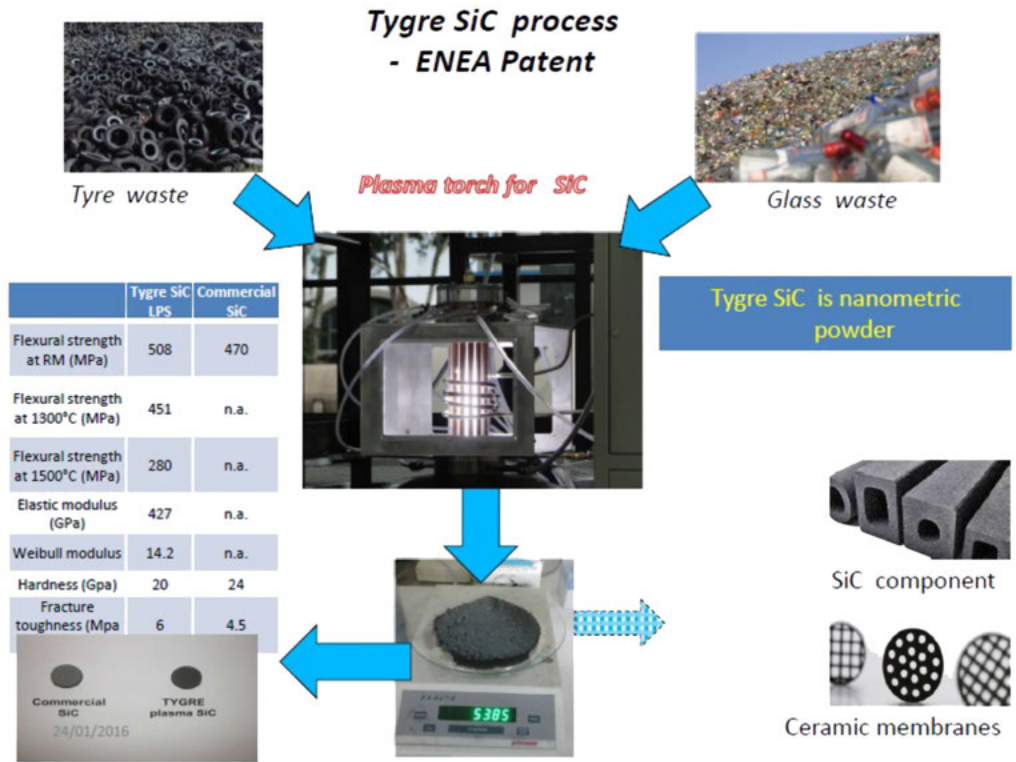 Tygre SiC process
- ENEA Patent
Tyre waste
Plasma torch for SiC
Glass waste
Tygre SiC
LPS
Commercial
SiC
Flexural strength
at RM (MPa)
508
470
Flexural strength
at 1300°C (MPa)
451
n.a.
Flexural strength
at 1500°C (MPa)
280
n.a.
Elastic modulus
(GPa)
427
n.a.
Weibull modulus
14.2
n.a.
Hardness (Gpa)
20
24
Fracture
toughness (Mpa
6
4.5
Tygre SiC is nanometric
powder
SiC component
Ceramic membranes
Commercial
SiC
TYGRE
plasma SiC
24/01/2016
5385